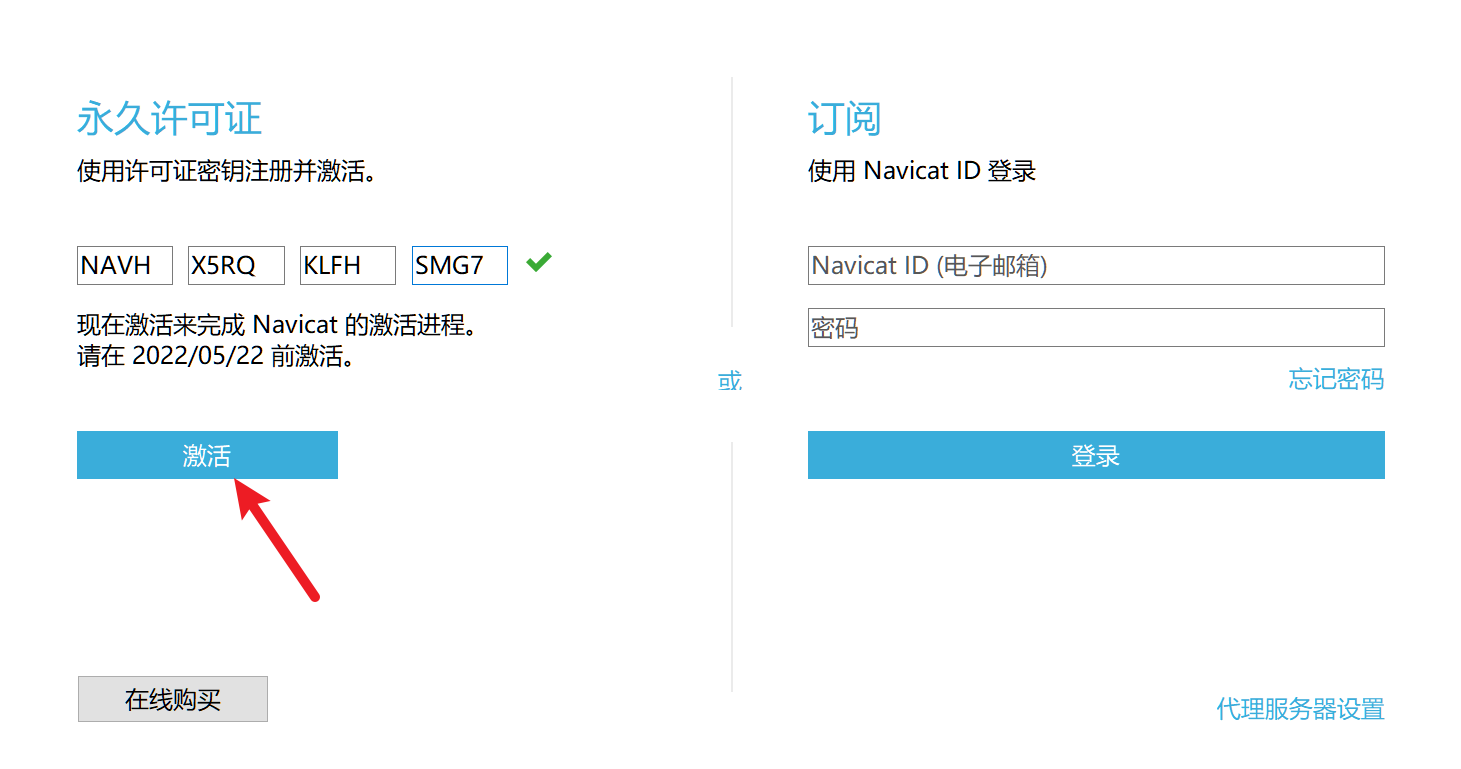 永久许可证
使用许可证密钥注册并激活。
NAVH X5RQ KLFH SMG7
现在激活来完成 Navicat 的激活进程。
请在 2022/05/22 前激活。
激活
在线购买
或
订阅
使用 Navicat ID 登录
Navicat ID (电子邮箱)
密码
忘记密码
登录
代理服务器设置